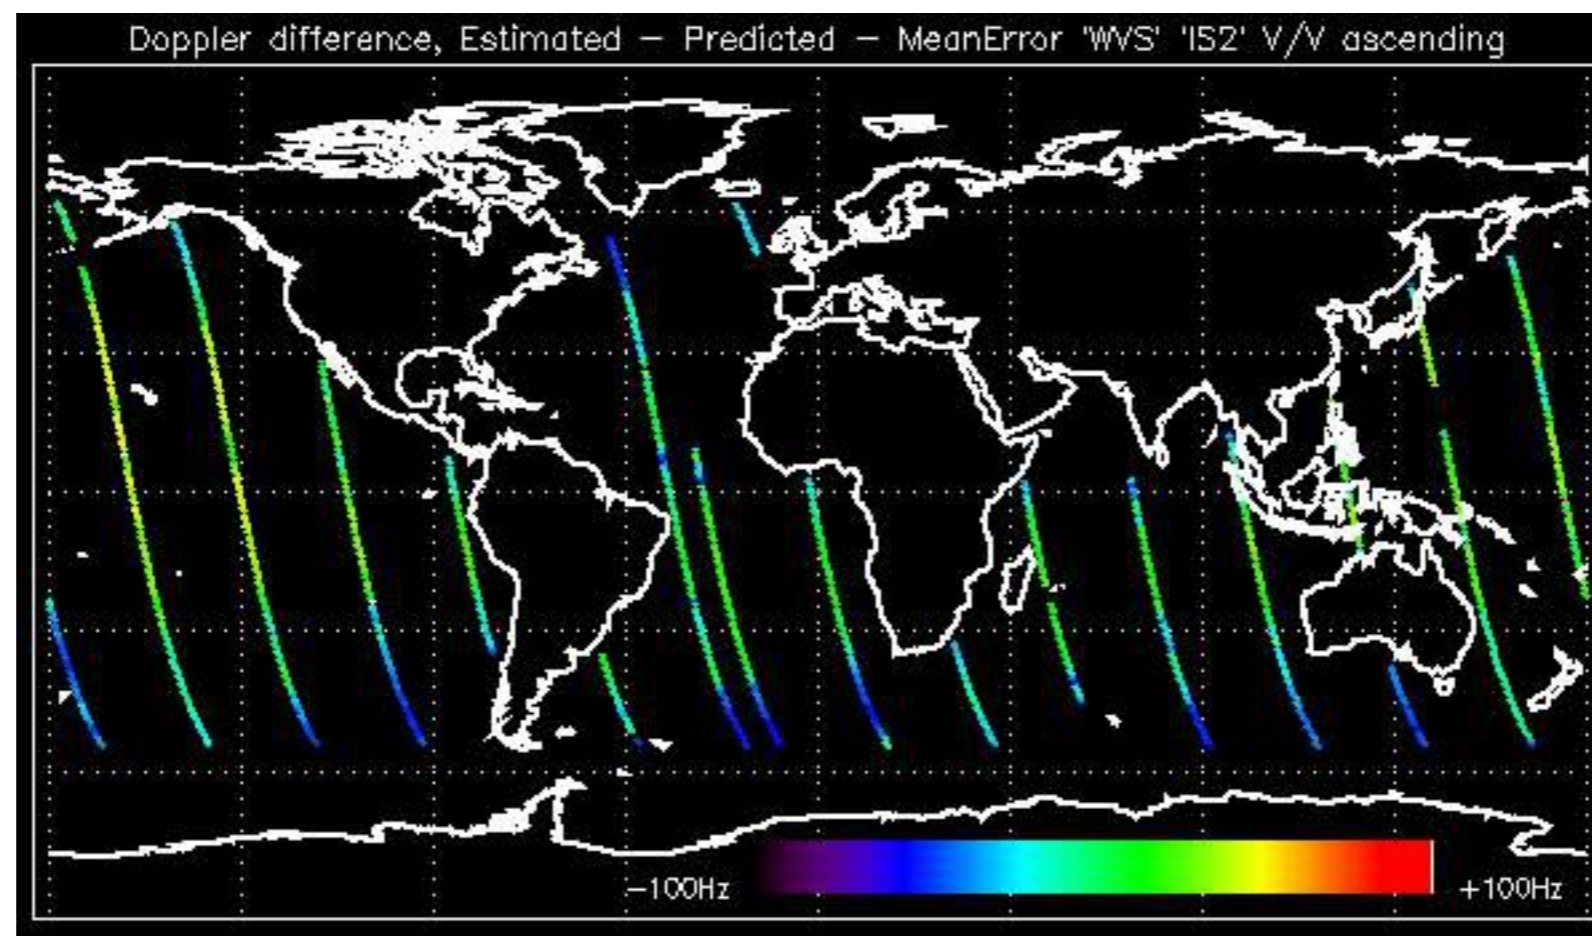 Doppler difference, Estimated – Predicted – MeanError 'WVS' 'IS2' V/V ascending
–100Hz
+100Hz